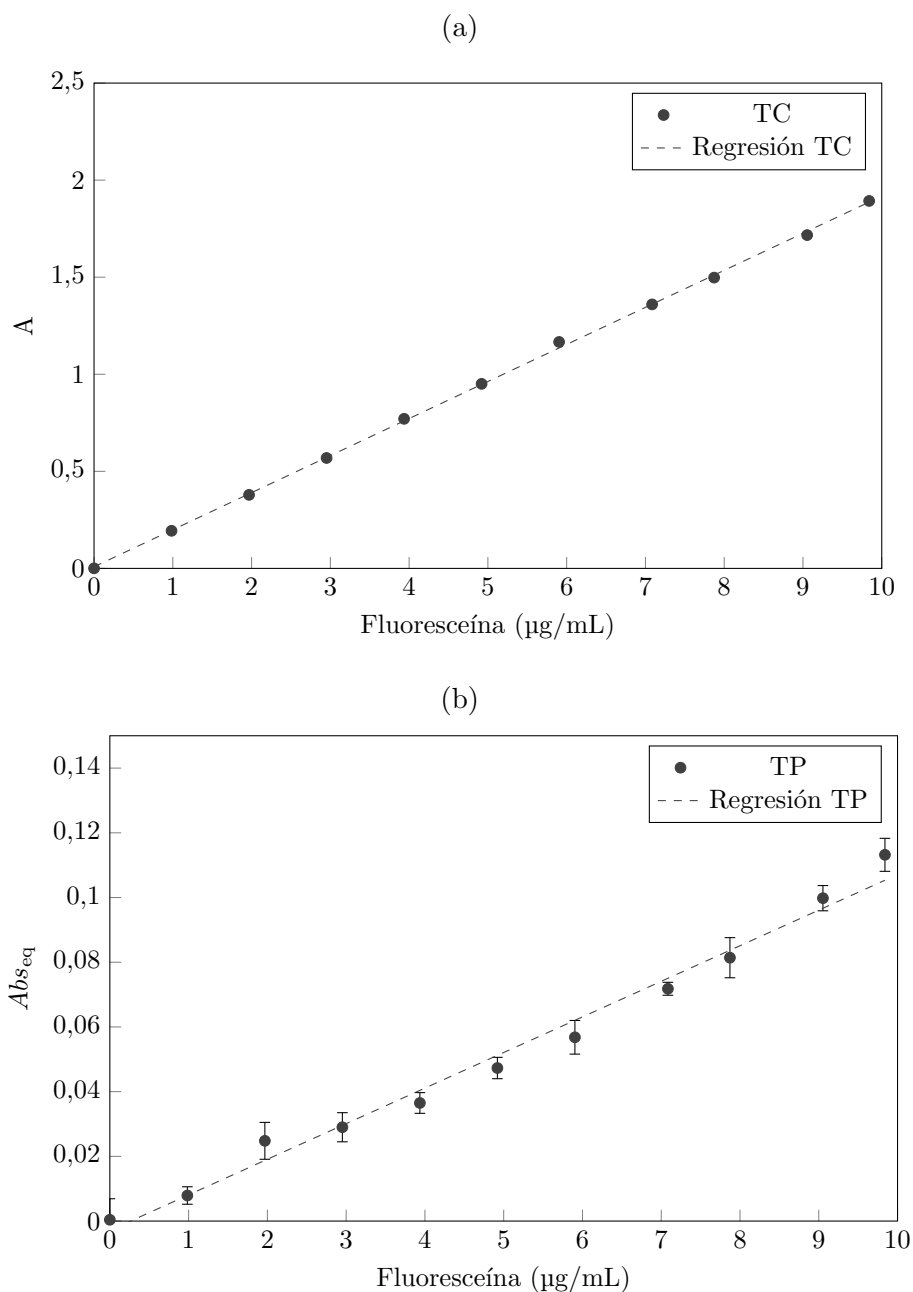 (a)
2,5
2
1,5
1
0,5
0
A
0 1 2 3 4 5 6 7 8 9 10
Fluoresceína (µg/mL)
TC
Regresión TC
(b)
0,14
0,12
0,1
0,08
0,06
0,04
0,02
0
Abs_eq
0 1 2 3 4 5 6 7 8 9 10
Fluoresceína (µg/mL)
TP
Regresión TP